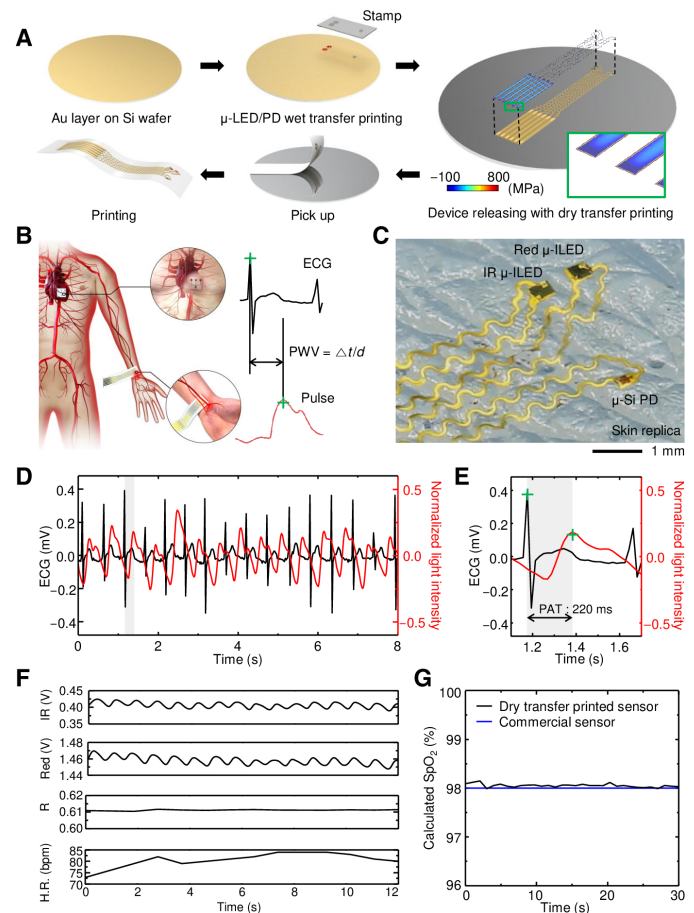 A
Stamp
Au layer on Si wafer
μ-LED/PD wet transfer printing
−100
800
(MPa)
Printing
Pick up
Device releasing with dry transfer printing
B
ECG
PWV = △t/d
Pulse
C
Red μ-ILED
IR μ-ILED
μ-Si PD
Skin replica
1 mm
D
ECG (mV)
0.4
0.2
0.0
−0.2
−0.4
0.5
0.0
−0.5
Normalized light intensity
0
2
4
6
8
Time (s)
E
ECG (mV)
0.4
0.2
0.0
−0.2
−0.4
PAT : 220 ms
0.5
0.0
−0.5
Normalized light intensity
1.2
1.4
1.6
Time (s)
F
IR (V)
0.45
0.40
0.35
Red (V)
1.48
1.46
1.44
R
0.62
0.61
0.60
H.R. (bpm)
85
80
75
70
0
2
4
6
8
10
12
Time (s)
G
Calculated SpO2 (%)
100
99
98
98
96
Dry transfer printed sensor
Commercial sensor
0
10
20
30
Time (s)